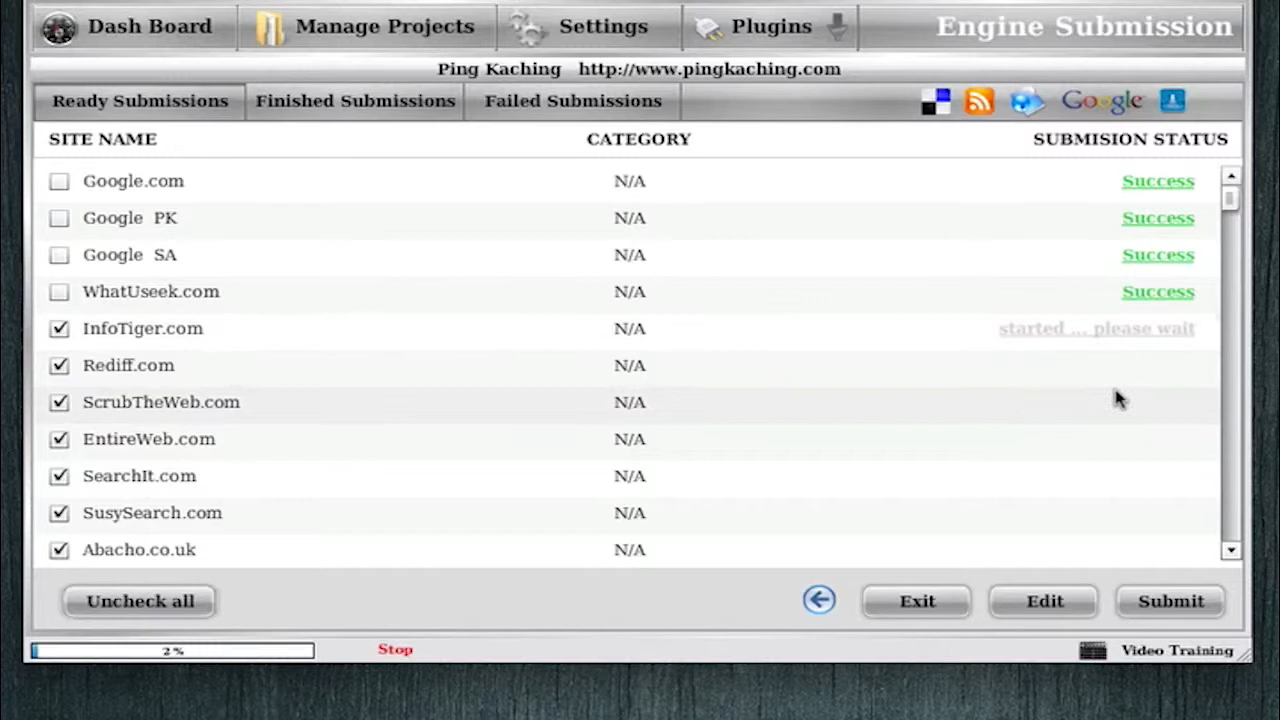 Dash Board Manage Projects Settings Plugins Engine Submission
Ping Kaching http://www.pingkaching.com
Ready Submissions Finished Submissions Failed Submissions Google
SITE NAME CATEGORY SUBMISION STATUS
Google.com N/A Success
Google PK N/A Success
Google SA N/A Success
WhatUseek.com N/A Success
InfoTiger.com N/A started ... please wait
Rediff.com N/A
ScrubTheWeb.com N/A
EntireWeb.com N/A
SearchIt.com N/A
SusySearch.com N/A
Abacho.co.uk N/A
Uncheck all Exit Edit Submit
2% Stop Video Training